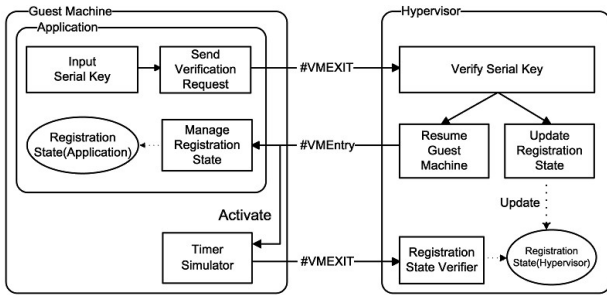 Guest Machine
Application
Input
Serial Key
Send
Verification
Request
#VMEXIT
Hypervisor
Verify Serial Key
Registration
State(Application)
Manage
Registration
State
#VMEntry
Resume
Guest
Machine
Update
Registration
State
Activate
Update
Timer
Simulator
#VMEXIT
Registration
State Verifier
Registration
State(Hypervisor)